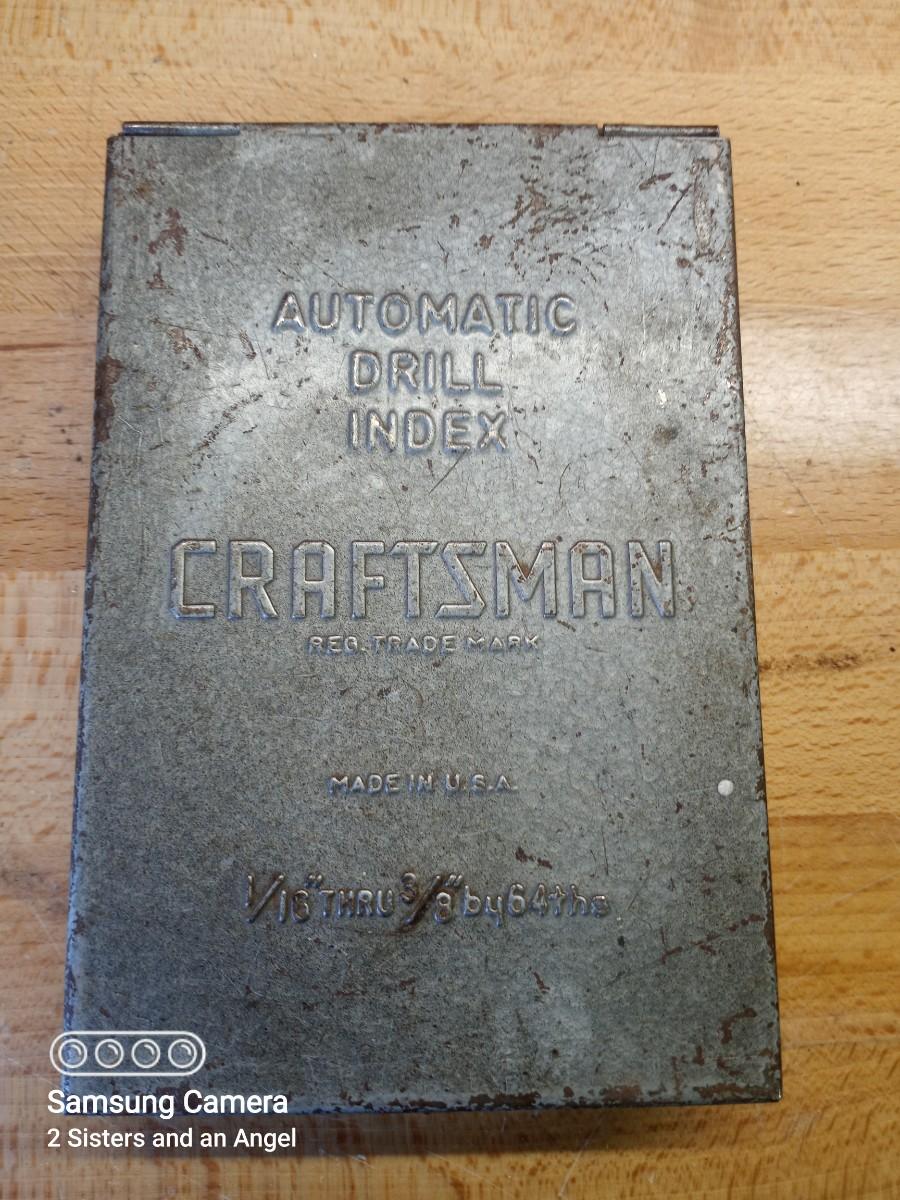 AUTOMATIC
DRILL
INDEX
CRAFTSMAN
REG. TRADE MARK
MADE IN U.S.A.
1/16" THRU 3/8" by 64ths
Samsung Camera
2 Sisters and an Angel